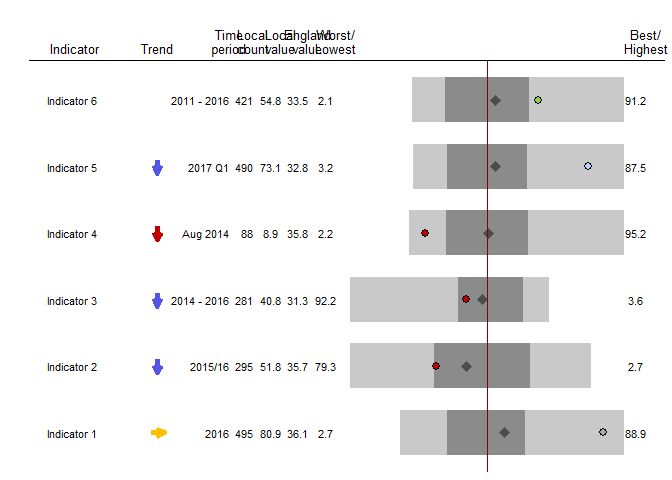 Time Local Local England Worst/ Best/
Indicator Trend period count value value Lowest Highest
Indicator 6 2011 - 2016 421 54.8 33.5 2.1 91.2
Indicator 5 2017 Q1 490 73.1 32.8 3.2 87.5
Indicator 4 Aug 2014 88 8.9 35.8 2.2 95.2
Indicator 3 2014 - 2016 281 40.8 31.3 92.2 3.6
Indicator 2 2015/16 295 51.8 35.7 79.3 2.7
Indicator 1 2016 495 80.9 36.1 2.7 88.9